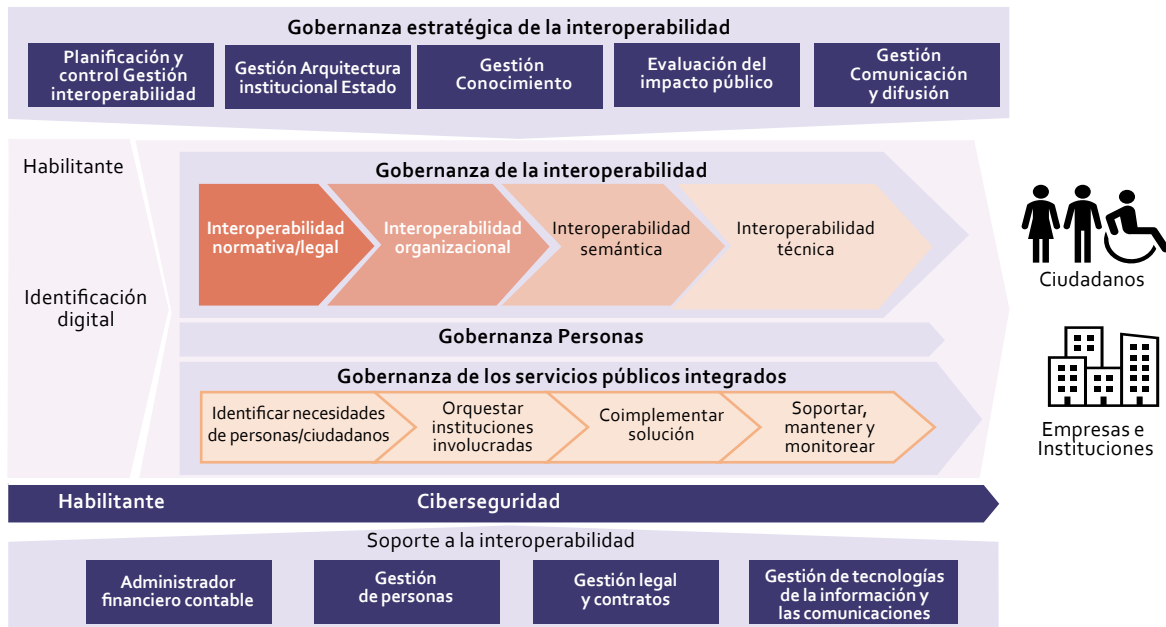 Gobernanza estratégica de la interoperabilidad
Planificación y
control Gestión
interoperabilidad
Gestión Arquitectura
institucional Estado
Gestión
Conocimiento
Evaluación del
impacto público
Gestión
Comunicación
y difusión
Habilitante
Identificación
digital
Gobernanza de la interoperabilidad
Interoperabilidad
normativa/legal
Interoperabilidad
organizacional
Interoperabilidad
semántica
Interoperabilidad
técnica
Gobernanza Personas
Gobernanza de los servicios públicos integrados
Identificar necesidades
de personas/ciudadanos
Orquestar
instituciones
involucradas
Coimplementar
solución
Soportar,
mantener y
monitorear
Ciudadanos
Empresas e
Instituciones
Habilitante
Ciberseguridad
Soporte a la interoperabilidad
Administrador
financiero contable
Gestión
de personas
Gestión legal
y contratos
Gestión de tecnologías
de la información y
las comunicaciones